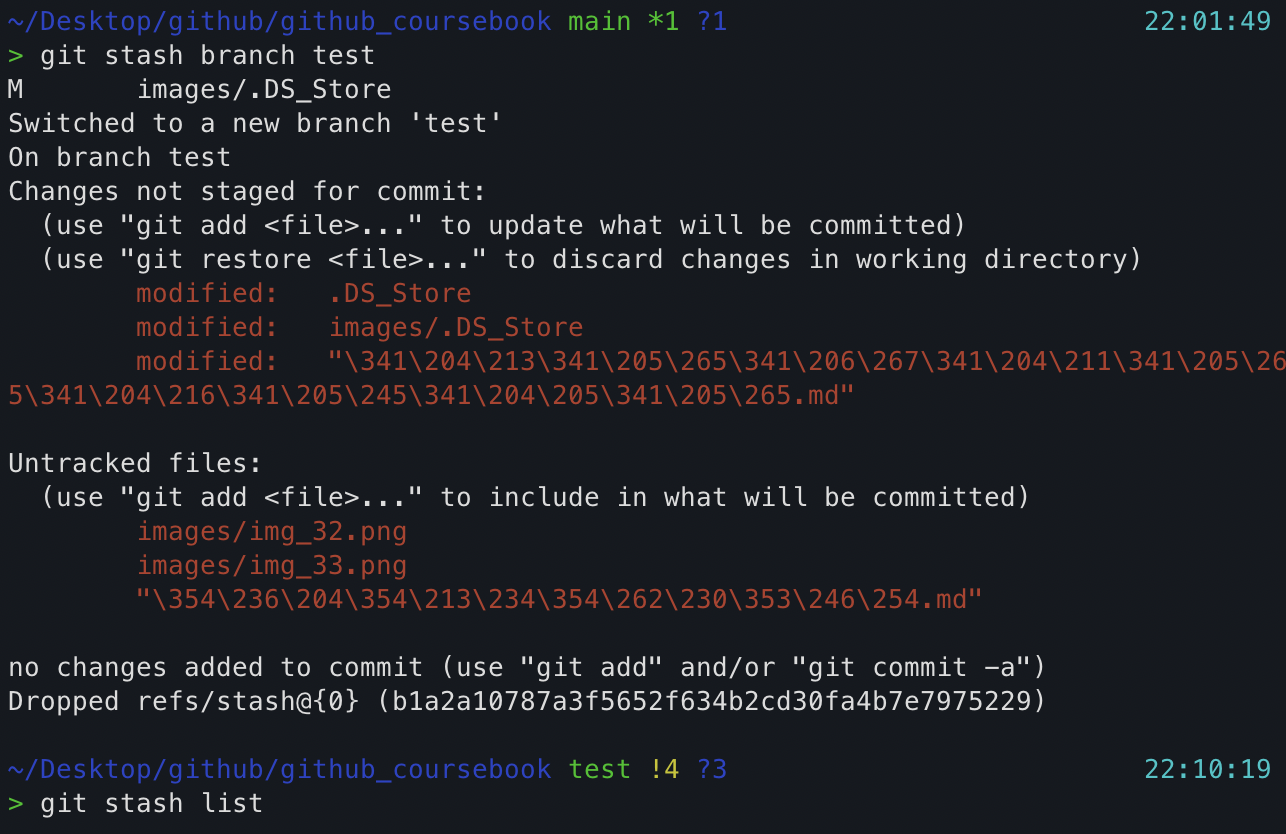 ~/Desktop/github/github_coursebook main *1 ?1 22:01:49
> git stash branch test
M images/.DS_Store
Switched to a new branch 'test'
On branch test
Changes not staged for commit:
(use "git add <file>..." to update what will be committed)
(use "git restore <file>..." to discard changes in working directory)
modified: .DS_Store
modified: images/.DS_Store
modified: "\341\204\213\341\205\265\341\206\267\341\204\211\341\205\26
5\341\204\216\341\205\245\341\204\205\341\205\265.md"
Untracked files:
(use "git add <file>..." to include in what will be committed)
images/img_32.png
images/img_33.png
"\354\236\204\354\213\234\354\262\230\353\246\254.md"
no changes added to commit (use "git add" and/or "git commit -a")
Dropped refs/stash@{0} (b1a2a10787a3f5652f634b2cd30fa4b7e7975229)
~/Desktop/github/github_coursebook test !4 ?3 22:10:19
> git stash list